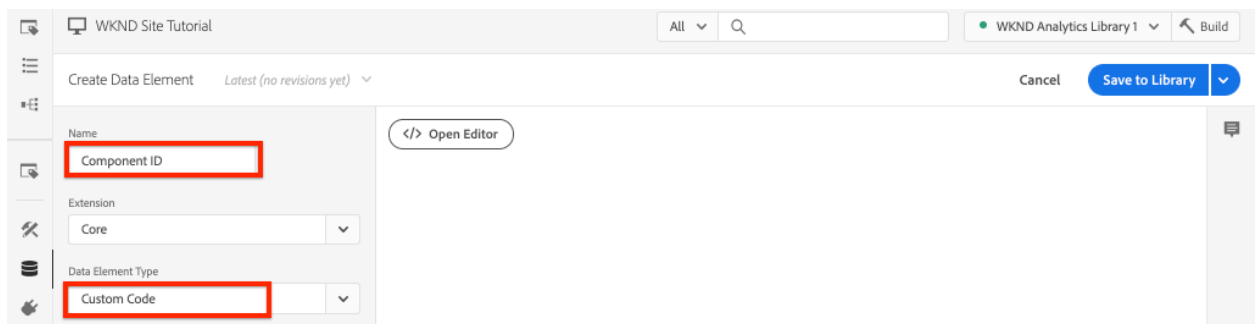 WKND Site Tutorial
All
WKND Analytics Library 1
Build
Create Data Element
Latest (no revisions yet)
Cancel
Save to Library
Name
Component ID
</> Open Editor
Extension
Core
Data Element Type
Custom Code